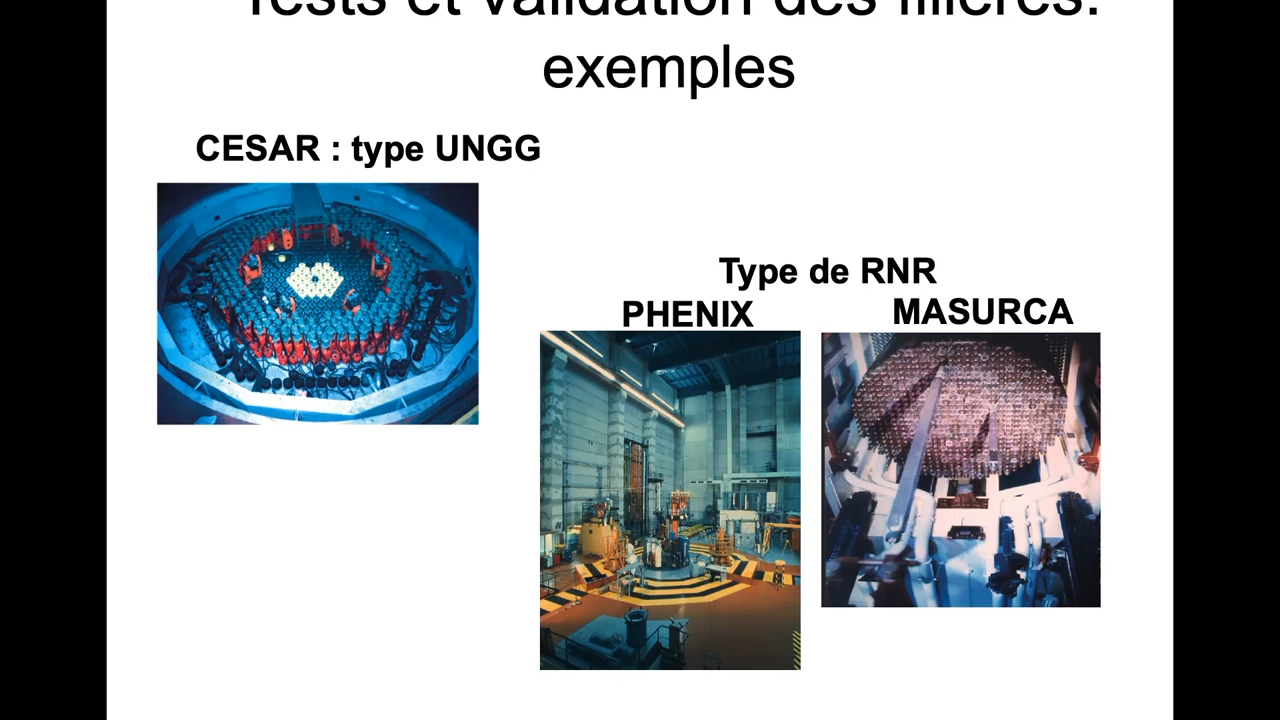 Tests et validation des filières:
exemples
CESAR : type UNGG
Type de RNR
PHENIX
MASURCA